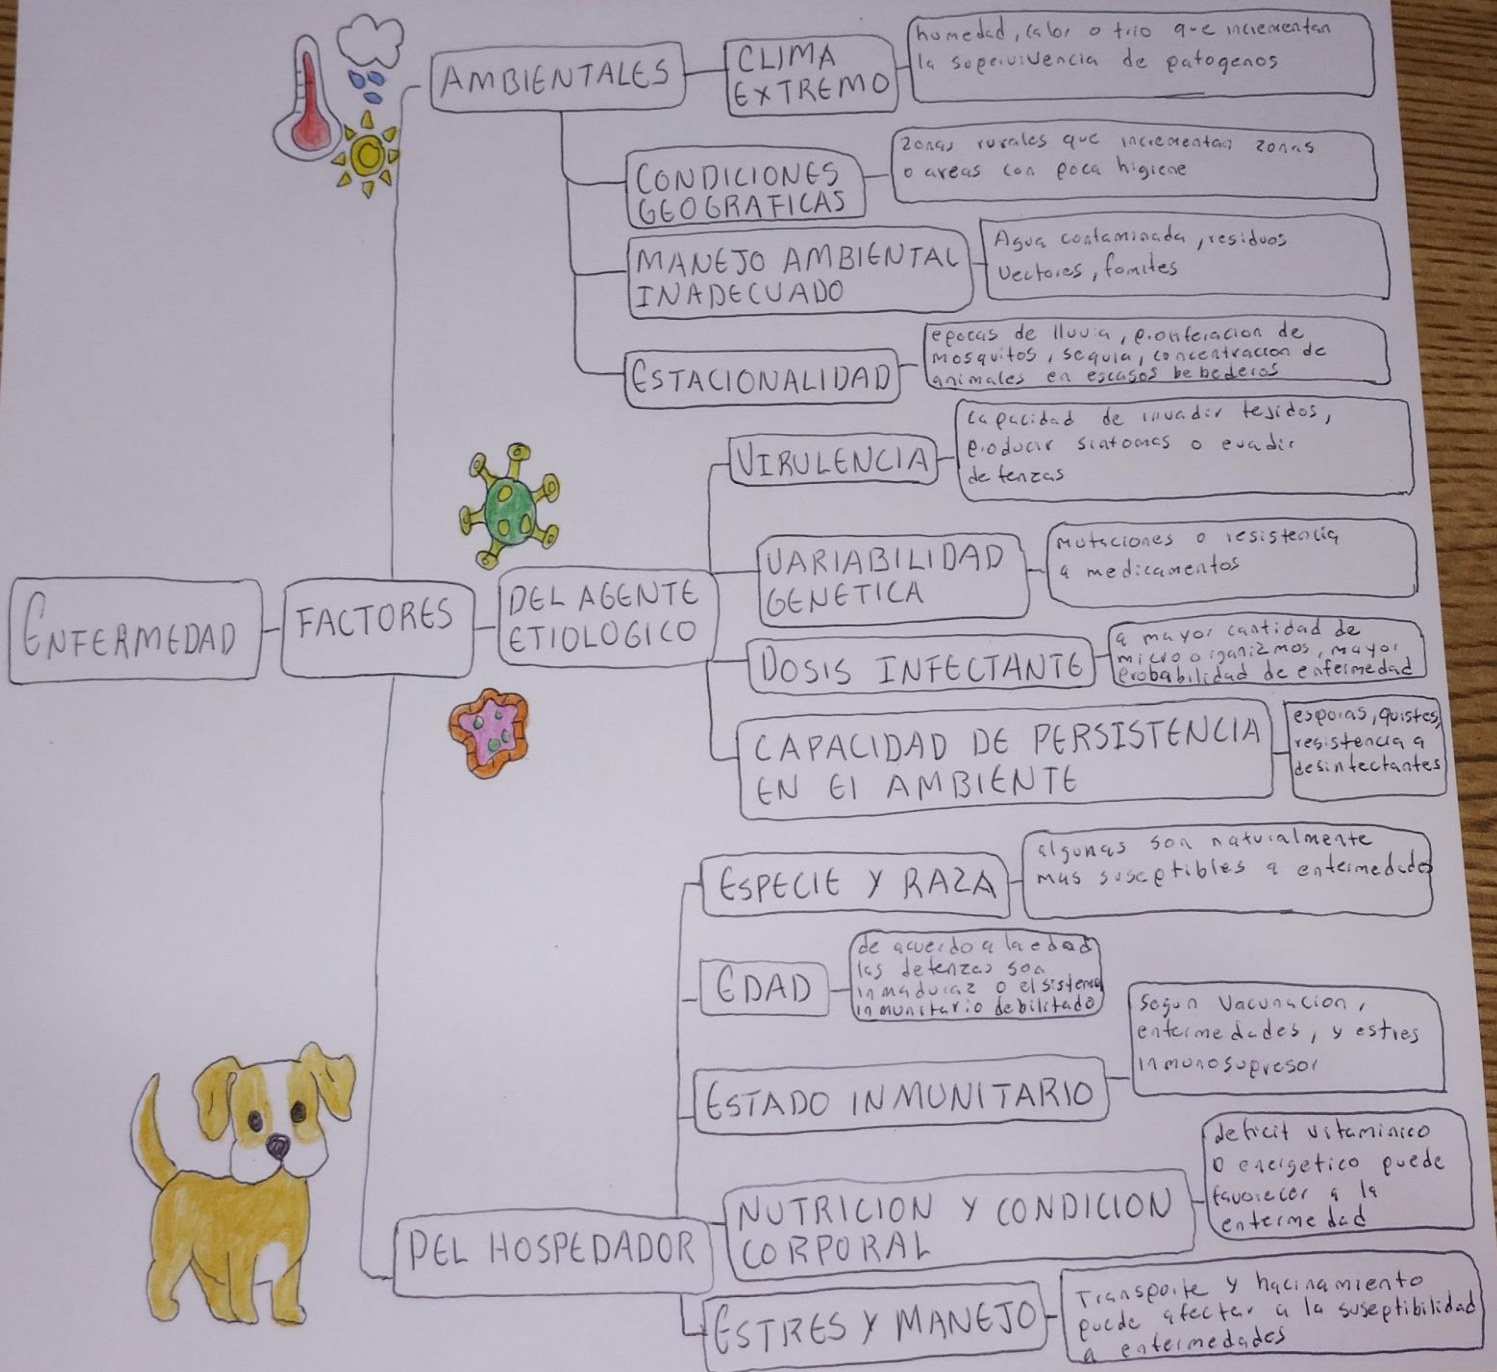 ENFERMEDAD
FACTORES
AMBIENTALES
CLIMA
EXTREMO
humedad, calor o frio que incrementan
la sopervivencia de patogenos
CONDICIONES
GEOGRAFICAS
zonas rurales que incrementan zonas
o areas con poca higiene
MANEJO AMBIENTAL
INADECUADO
Agua contaminada, residuos
vectores, fomites
ESTACIONALIDAD
epocas de lluvia, proliferacion de
mosquitos, sequia, concentracion de
animales en escasos bebederos
DEL AGENTE
ETIOLOGICO
VIRULENCIA
capacidad de invadir tejidos,
producir sintomas o evadir
defenzas
VARIABILIDAD
GENETICA
mutaciones o resistencia
a medicamentos
DOSIS INFECTANTE
a mayor cantidad de
microorganizmos, mayor
probabilidad de enfermedad
CAPACIDAD DE PERSISTENCIA
EN El AMBIENTE
esporas, quistes,
resistencia a
desinfectantes
DEL HOSPEDADOR
ESPECIE Y RAZA
algunas son naturalmente
mas susceptibles a enfermedades
EDAD
de acuerdo a la edad
las defenzas son
inmaduraz o el sistema
inmunitario debilitado
ESTADO INMUNITARIO
Segun vacunacion,
enfermedades, y estres
inmunosupresor
NUTRICION Y CONDICION
CORPORAL
deficit vitaminico
o energetico puede
favorecer a la
enfermedad
ESTRES Y MANEJO
Transporte y hacinamiento
puede afectar a la suseptibilidad
a enfermedades